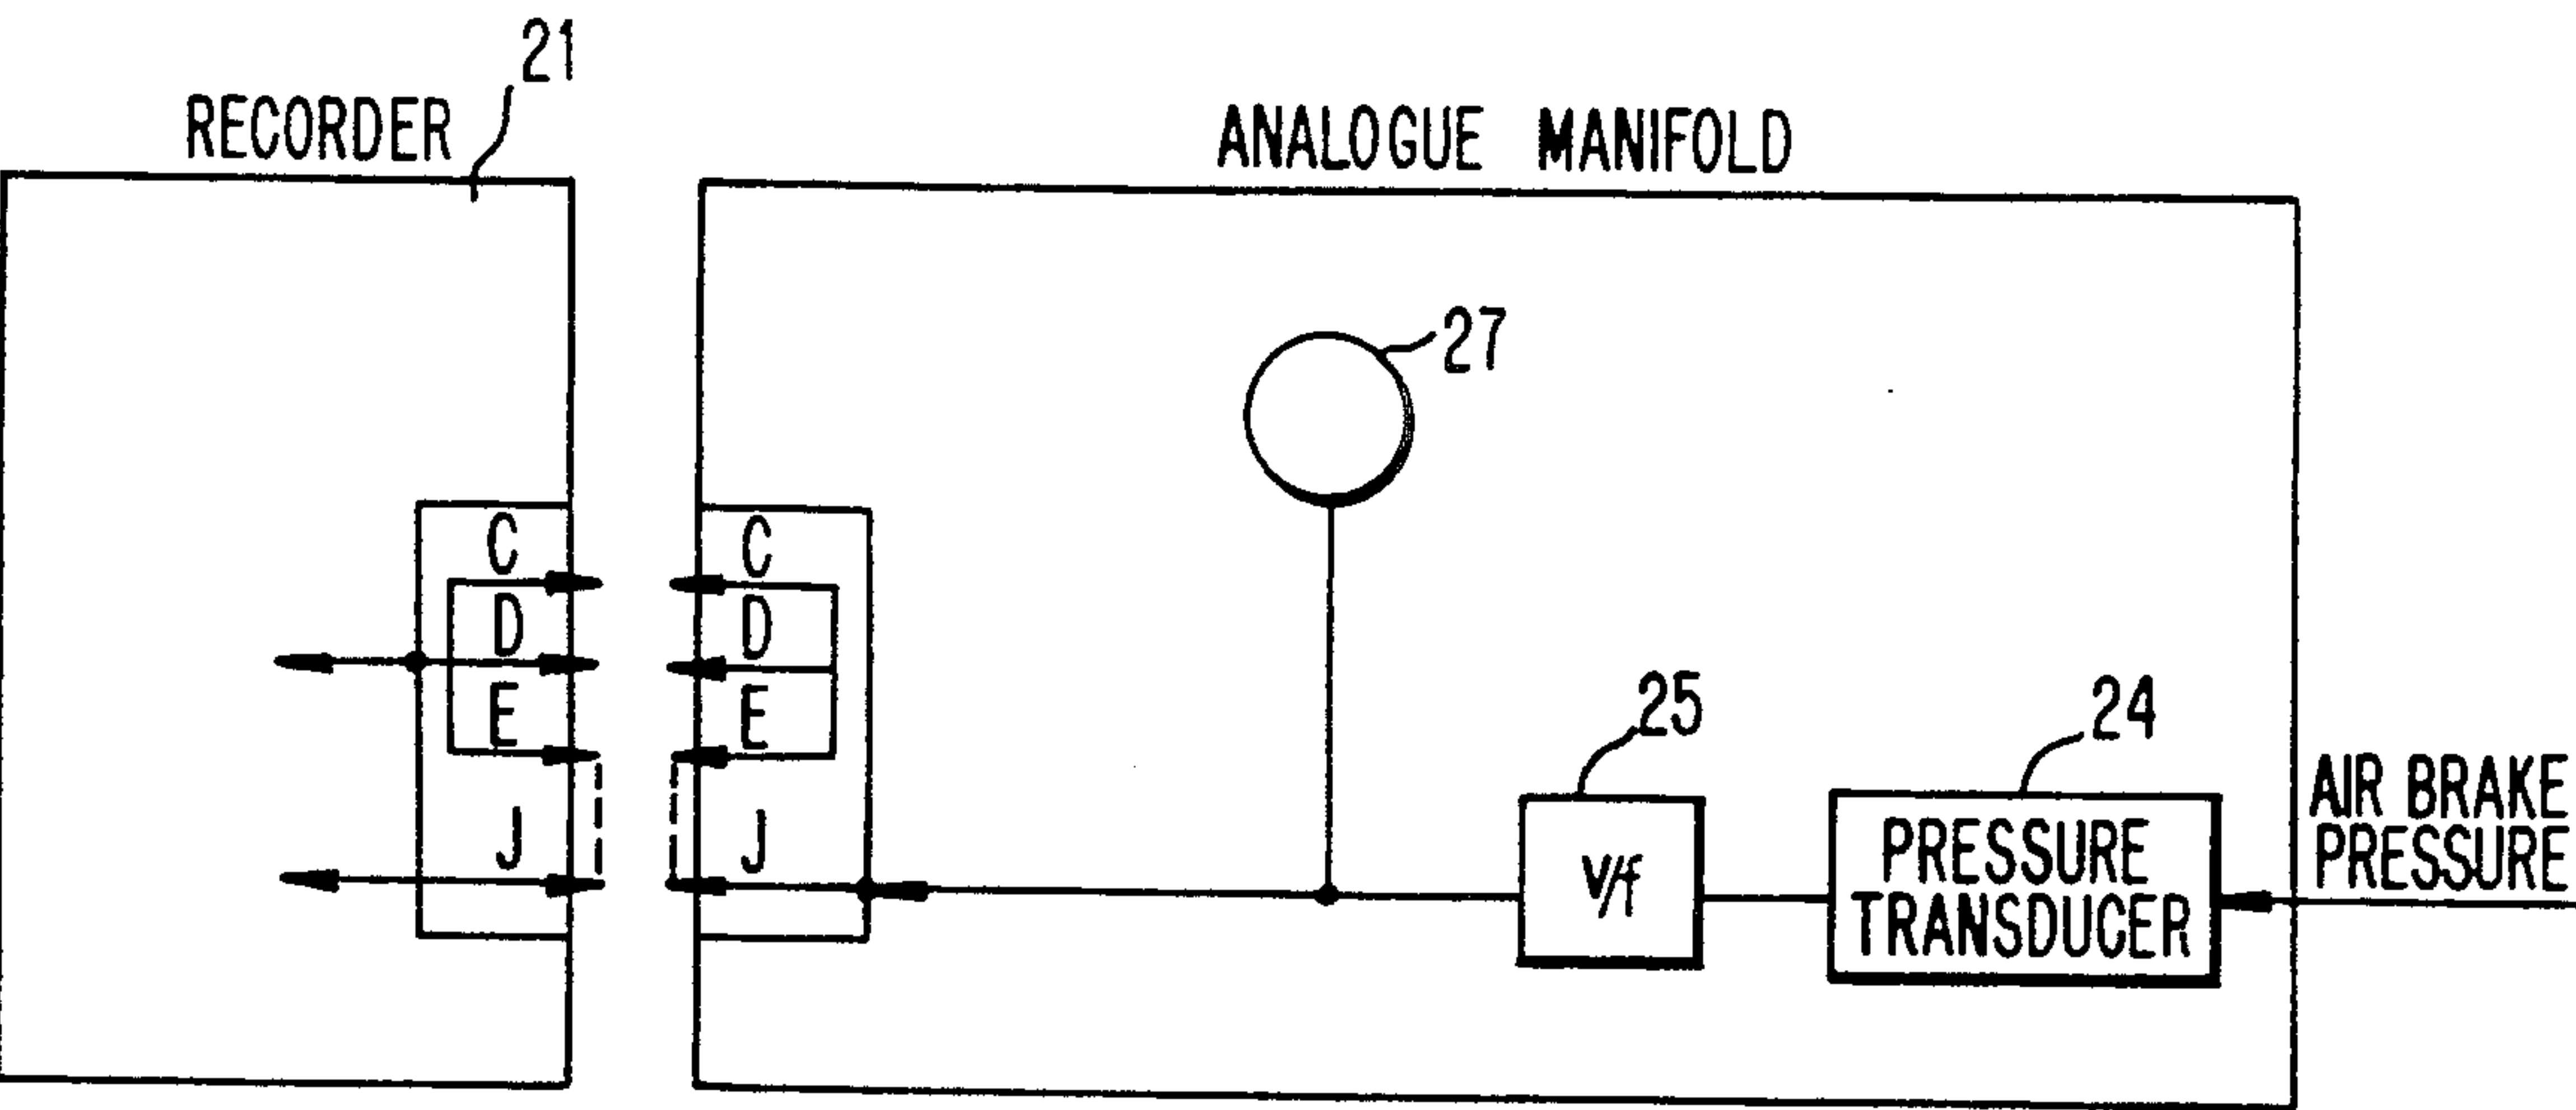 21
RECORDER
ANALOGUE MANIFOLD
27
C
D
E
J
C
D
E
J
25
V/f
24
PRESSURE
TRANSDUCER
AIR BRAKE
PRESSURE